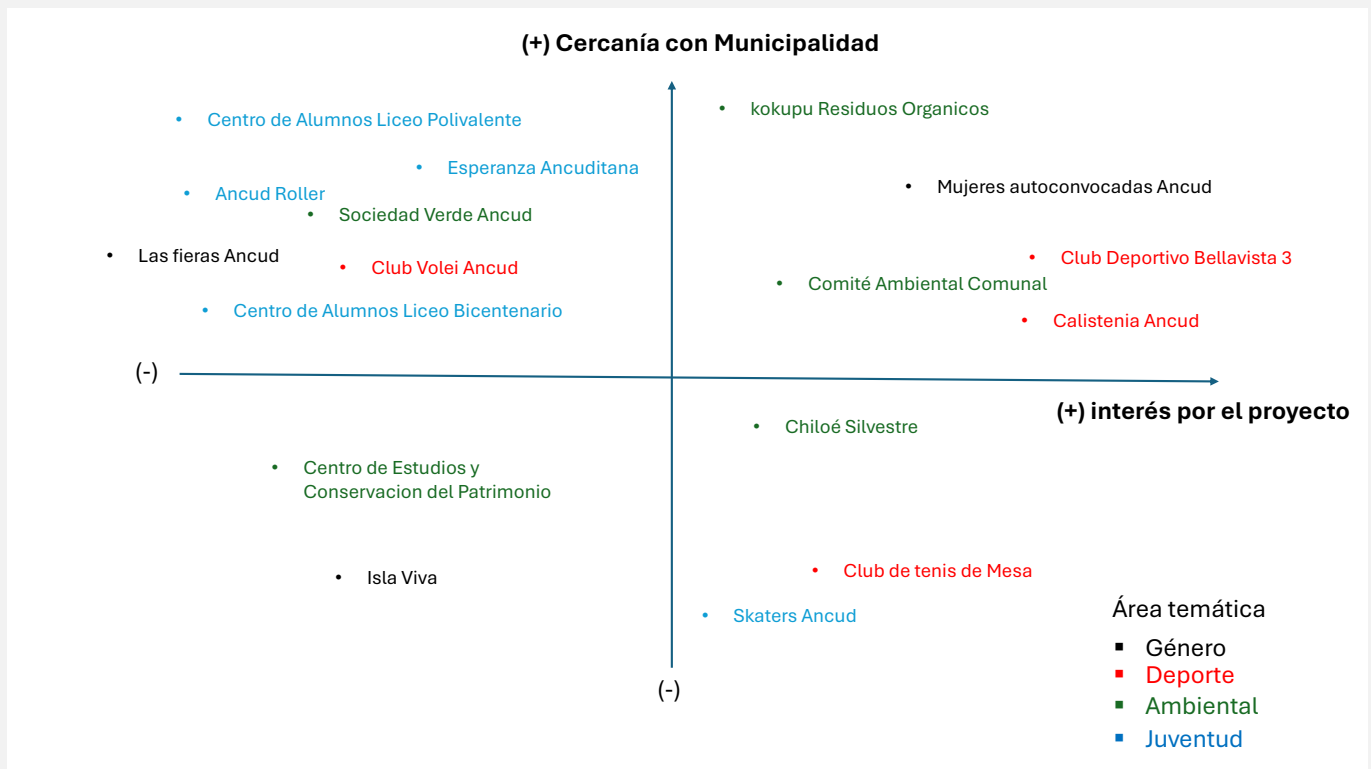 (+) Cercanía con Municipalidad
kokupu Residuos Organicos
Centro de Alumnos Liceo Polivalente
Esperanza Ancuditana
Mujeres autoconvocadas Ancud
Ancud Roller
Sociedad Verde Ancud
Las fieras Ancud
Club Deportivo Bellavista 3
Club Volei Ancud
Comité Ambiental Comunal
Centro de Alumnos Liceo Bicentenario
Calistenia Ancud
(-)
(+) interés por el proyecto
Chiloé Silvestre
Centro de Estudios y
Conservacion del Patrimonio
Club de tenis de Mesa
Isla Viva
Skaters Ancud
(-)
Área temática
Género
Deporte
Ambiental
Juventud